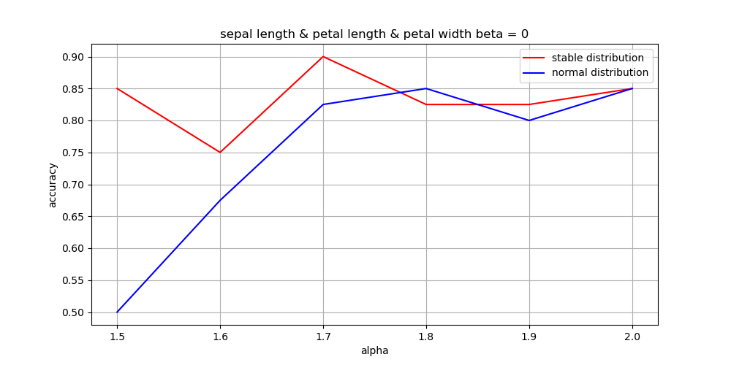 sepal length & petal length & petal width beta = 0
stable distribution
normal distribution
accuracy
0.90
0.85
0.80
0.75
0.70
0.65
0.60
0.55
0.50
1.5 1.6 1.7 1.8 1.9 2.0
alpha